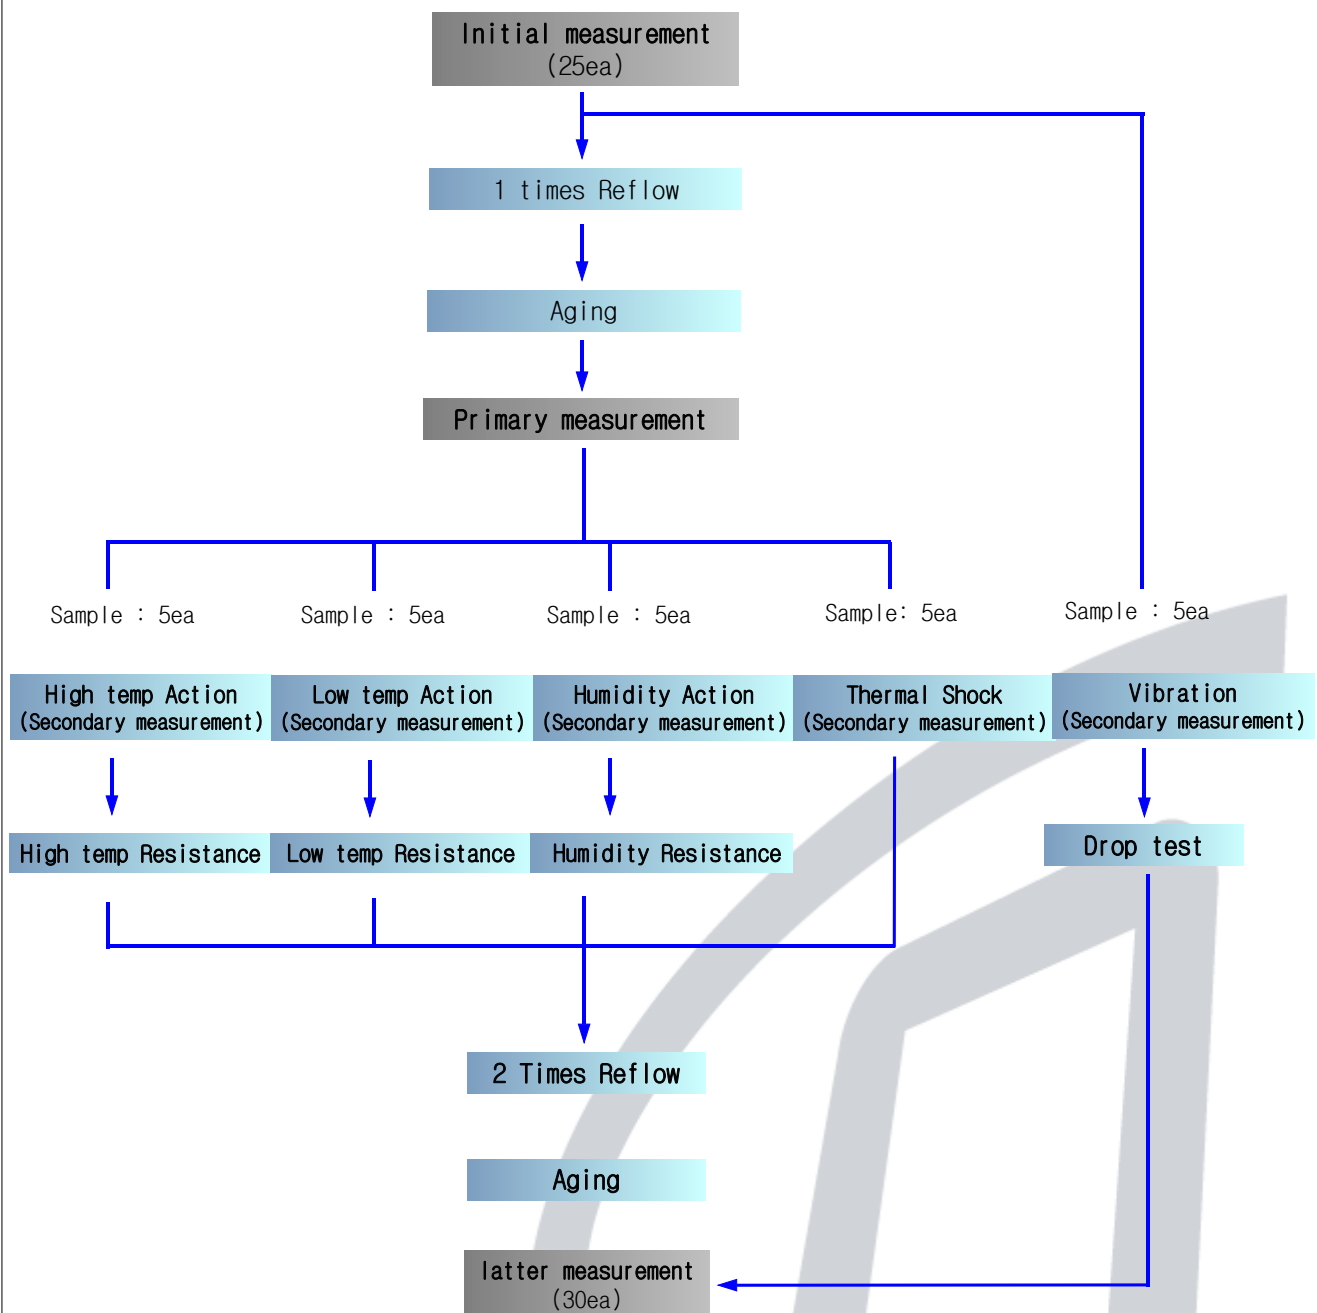 Initial measurement
(25ea)
1 times Reflow
Aging
Primary measurement
Sample : 5ea
Sample : 5ea
Sample : 5ea
Sample: 5ea
Sample : 5ea
High temp Action
(Secondary measurement)
Low temp Action
(Secondary measurement)
Humidity Action
(Secondary measurement)
Thermal Shock
(Secondary measurement)
Vibration
(Secondary measurement)
High temp Resistance
Low temp Resistance
Humidity Resistance
Drop test
2 Times Reflow
Aging
latter measurement
(30ea)